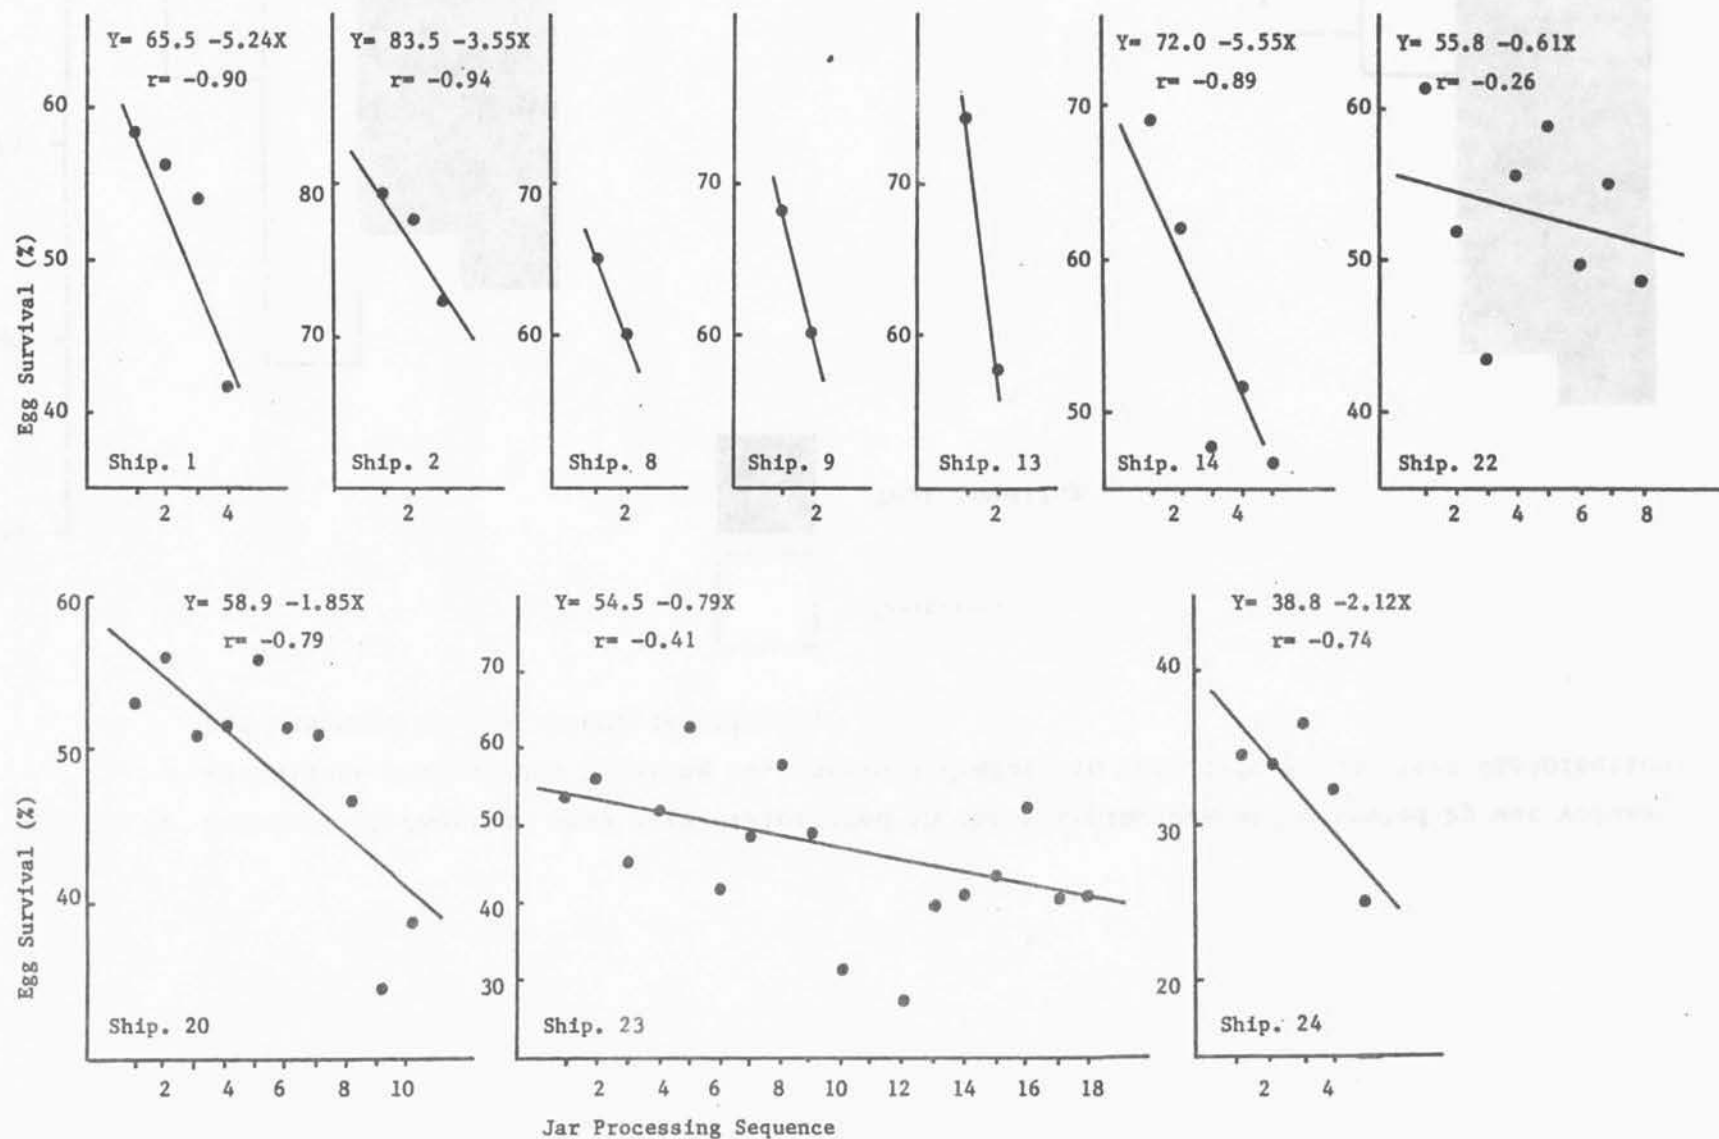 Y= 65.5 -5.24X
r= -0.90
Y= 83.5 -3.55X
r= -0.94
Y= 72.0 -5.55X
r= -0.89
Y= 55.8 -0.61X
r= -0.26
Egg Survival (%)
60
50
40
80
70
70
60
70
60
70
60
70
60
50
60
50
40
Ship. 1
Ship. 2
Ship. 8
Ship. 9
Ship. 13
Ship. 14
Ship. 22
2 4
2
2
2
2
2 4
2 4 6 8
Y= 58.9 -1.85X
r= -0.79
Y= 54.5 -0.79X
r= -0.41
Y= 38.8 -2.12X
r= -0.74
Egg Survival (%)
60
50
40
70
60
50
40
30
40
30
20
Ship. 20
Ship. 23
Ship. 24
2 4 6 8 10
2 4 6 8 10 12 14 16 18
2 4
Jar Processing Sequence